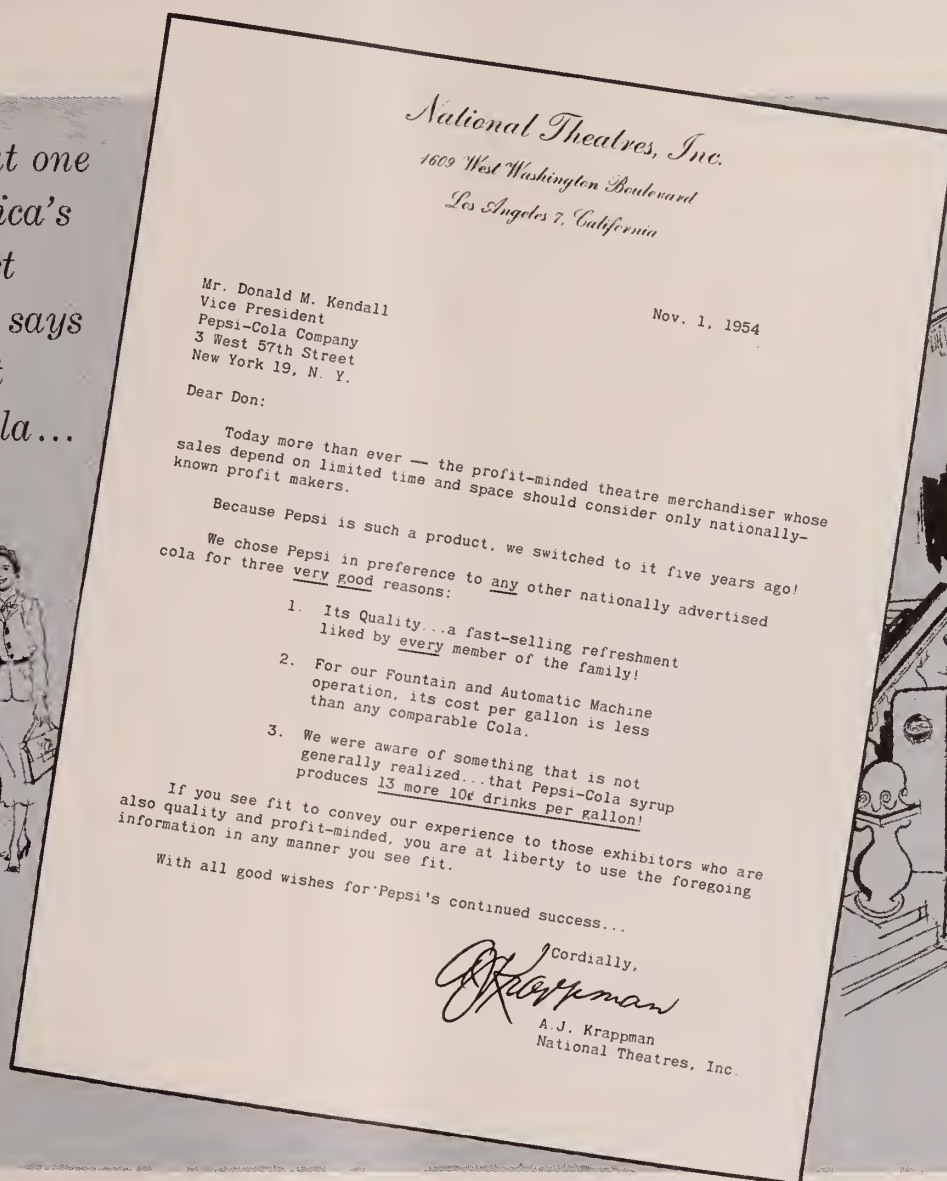 t one
ica's
t
says
t
la...
National Theatres, Inc.
1609 West Washington Boulevard
Los Angeles 7, California
Nov. 1, 1954
Mr. Donald M. Kendall
Vice President
Pepsi-Cola Company
3 West 57th Street
New York 19, N. Y.
Dear Don:
Today more than ever — the profit-minded theatre merchandiser whose
sales depend on limited time and space should consider only nationally-
known profit makers.
Because Pepsi is such a product, we switched to it five years ago!
We chose Pepsi in preference to any other nationally advertised
cola for three very good reasons:
1. Its Quality...a fast-selling refreshment
liked by every member of the family!
2. For our Fountain and Automatic Machine
operation, its cost per gallon is less
than any comparable Cola.
3. We were aware of something that is not
generally realized...that Pepsi-Cola syrup
produces 13 more 10¢ drinks per gallon!
If you see fit to convey our experience to those exhibitors who are
also quality and profit-minded, you are at liberty to use the foregoing
information in any manner you see fit.
With all good wishes for Pepsi's continued success...
Cordially,
AJ Krappman
A.J. Krappman
National Theatres, Inc.